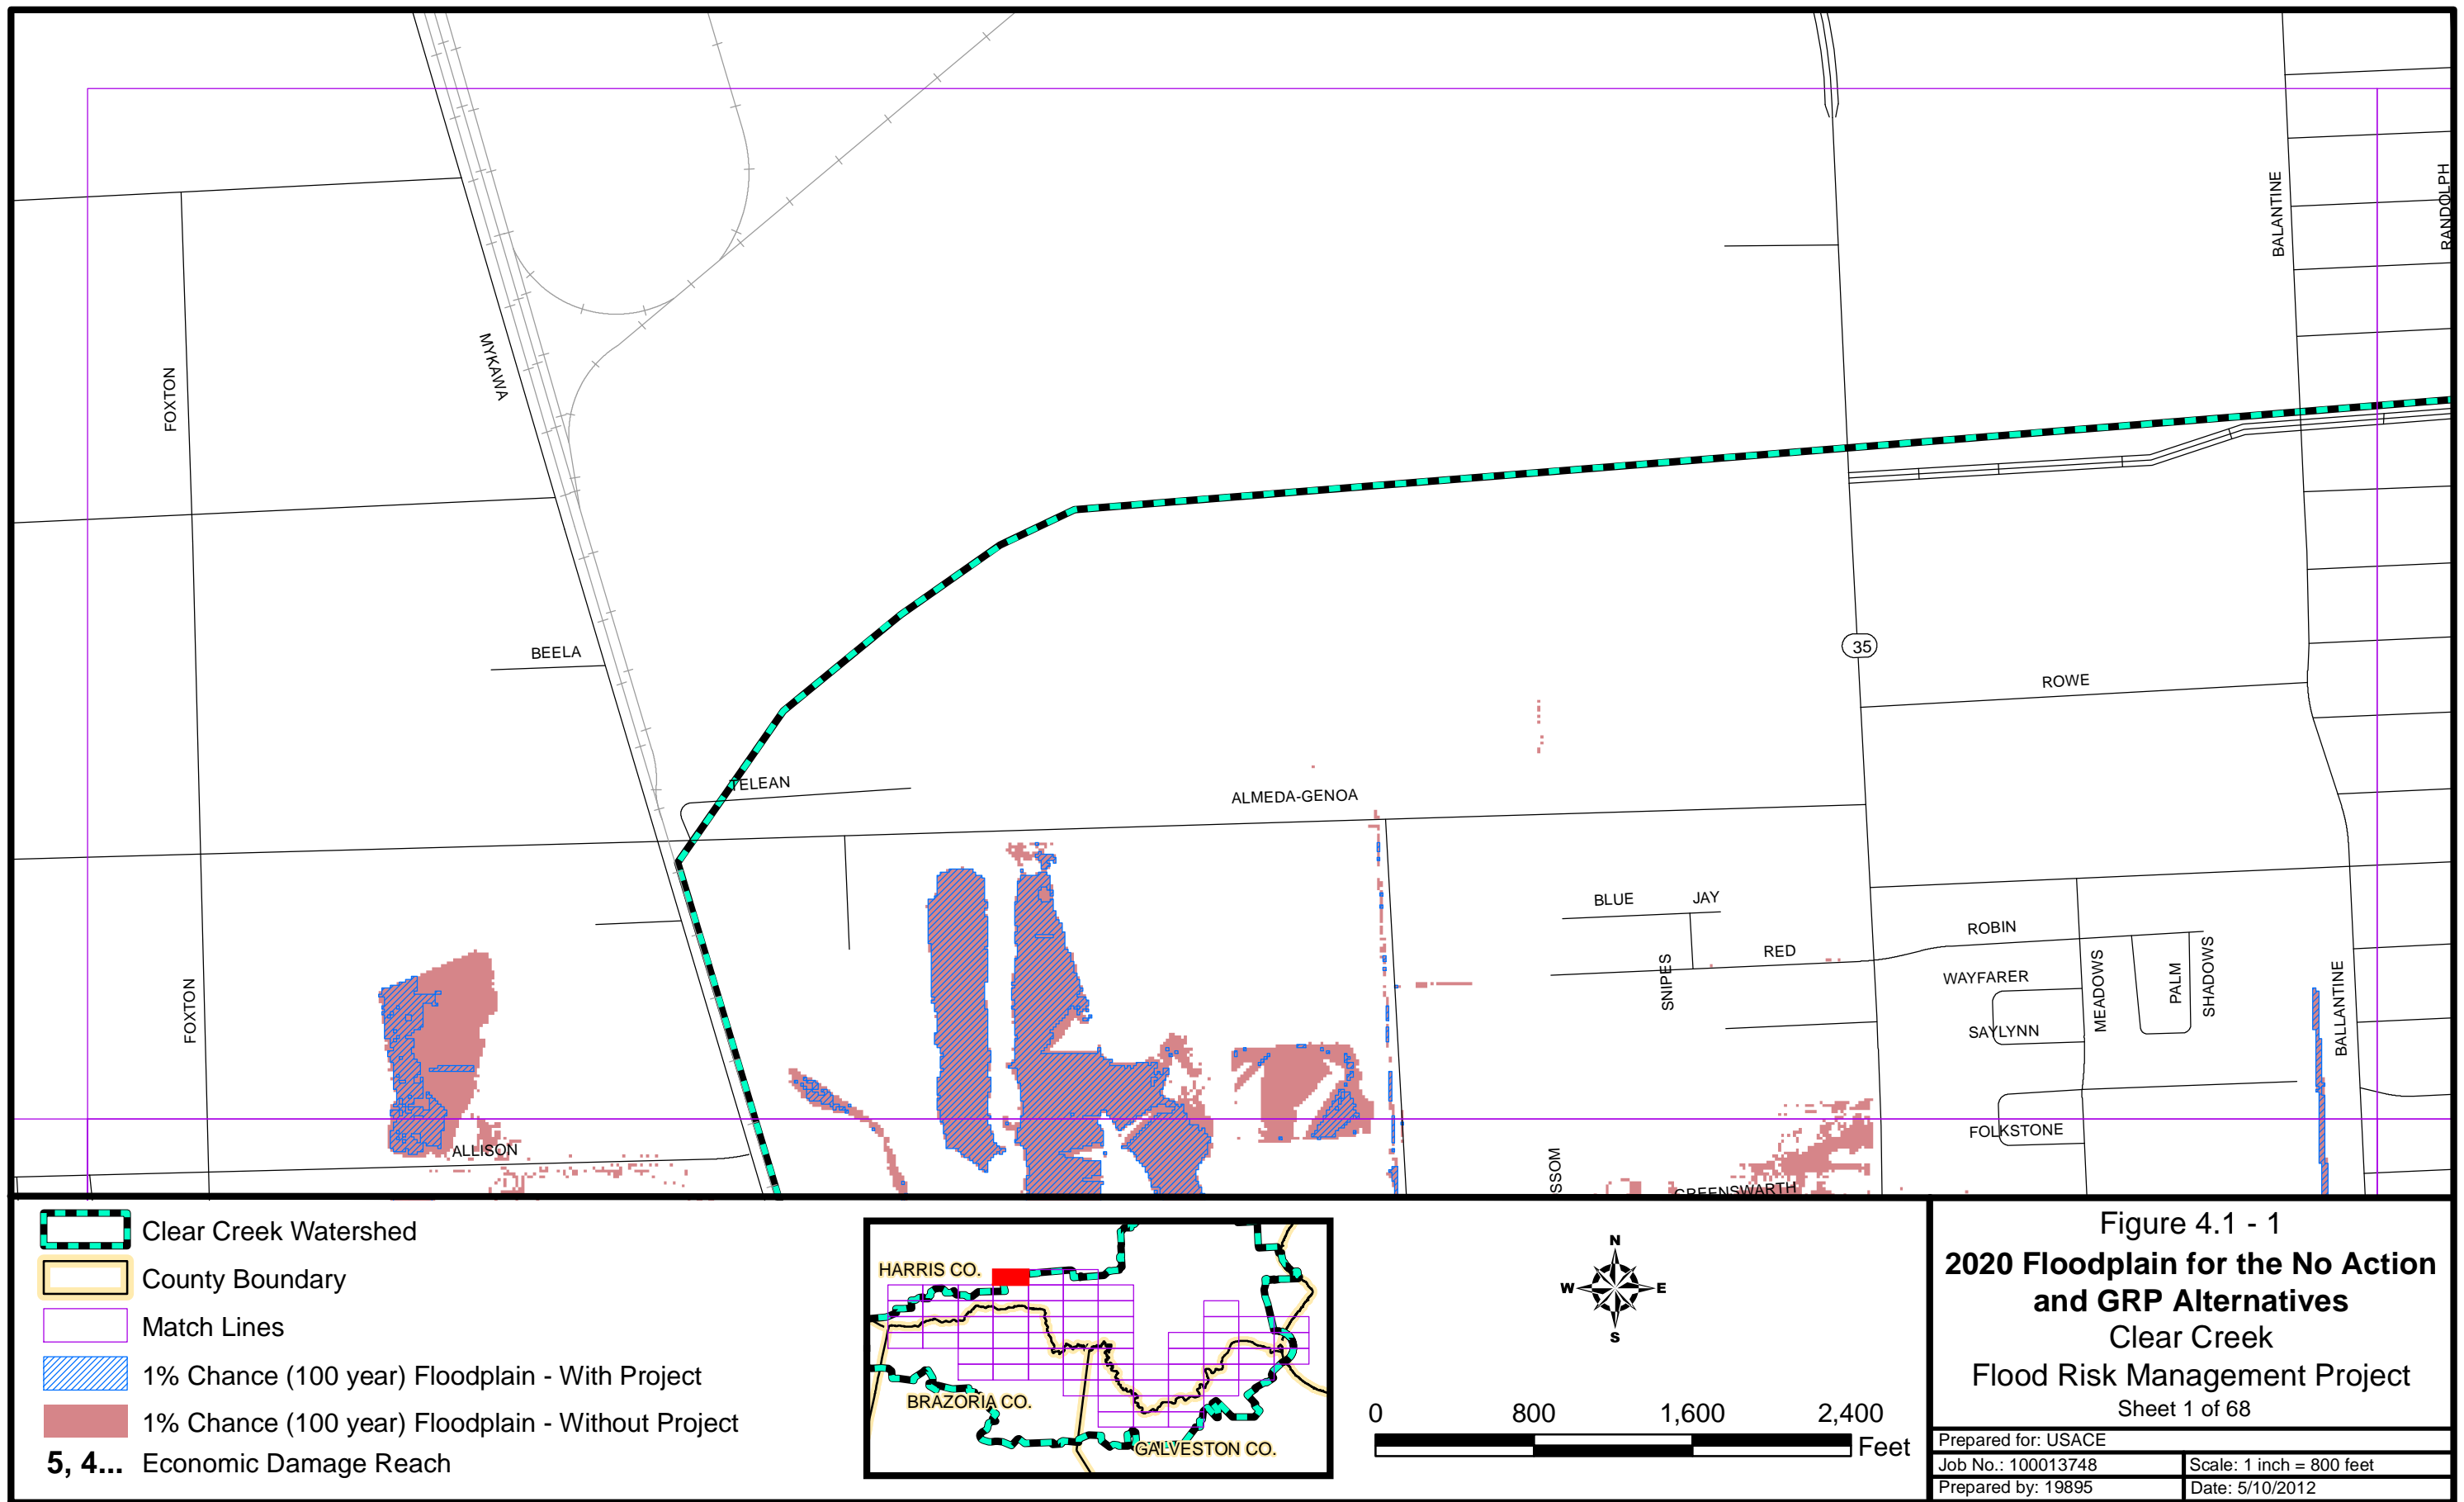 BALANTINE
RANDOLPH
FOXTON
MYKAWA
BEELA
35
ROWE
TELEAN
ALMEDA-GENOA
BLUE JAY
SNIPES
RED
ROBIN
WAYFARER
MEADOWS
PALM
SHADOWS
SAYLYNN
BALLANTINE
FOXTON
ALLISON
FOLKSTONE
SSOM
GREENSWARTH
Clear Creek Watershed
County Boundary
Match Lines
1% Chance (100 year) Floodplain - With Project
1% Chance (100 year) Floodplain - Without Project
5, 4... Economic Damage Reach
HARRIS CO.
BRAZORIA CO.
GALVESTON CO.
N
W E
S
0 800 1,600 2,400
Feet
Figure 4.1 - 1
2020 Floodplain for the No Action
and GRP Alternatives
Clear Creek
Flood Risk Management Project
Sheet 1 of 68
Prepared for: USACE
Job No.: 100013748
Scale: 1 inch = 800 feet
Prepared by: 19895
Date: 5/10/2012